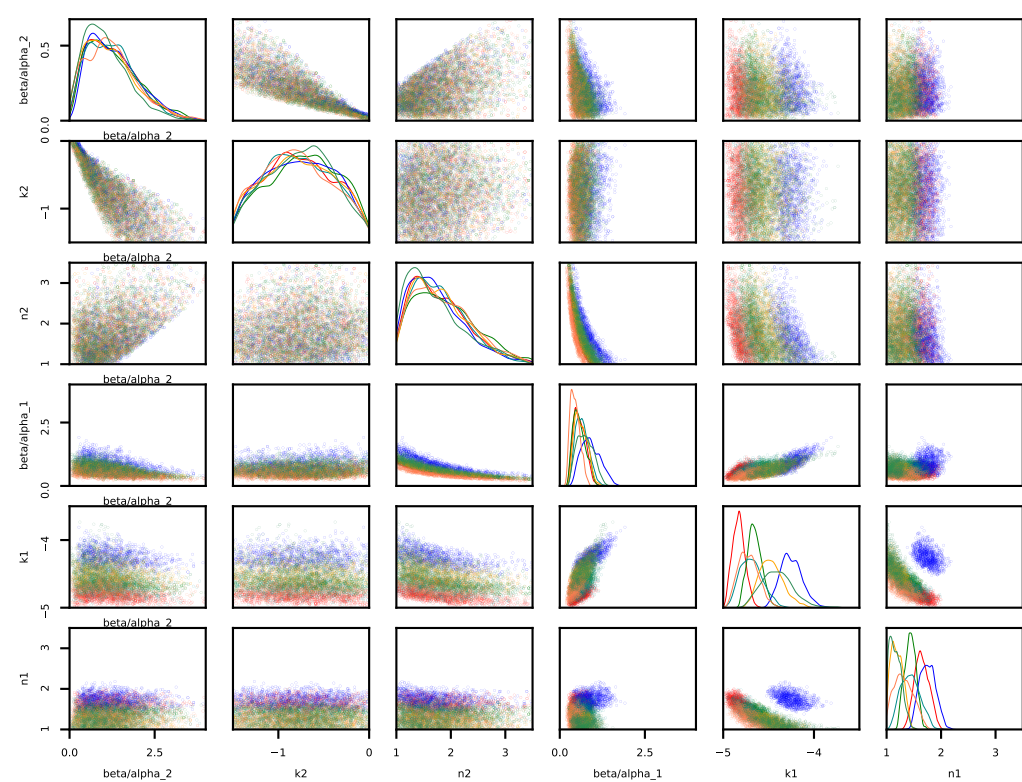 beta/alpha_2
0.5
0.0
beta/alpha_2
0
k2
−1
beta/alpha_2
3
n2
2
1
beta/alpha_2
beta/alpha_1
2.5
0.0
beta/alpha_2
−4
k1
−5
beta/alpha_2
3
n1
2
1
0.0 2.5 −1 0 1 2 3 0.0 2.5 −5 −4 1 2 3
beta/alpha_2 k2 n2 beta/alpha_1 k1 n1